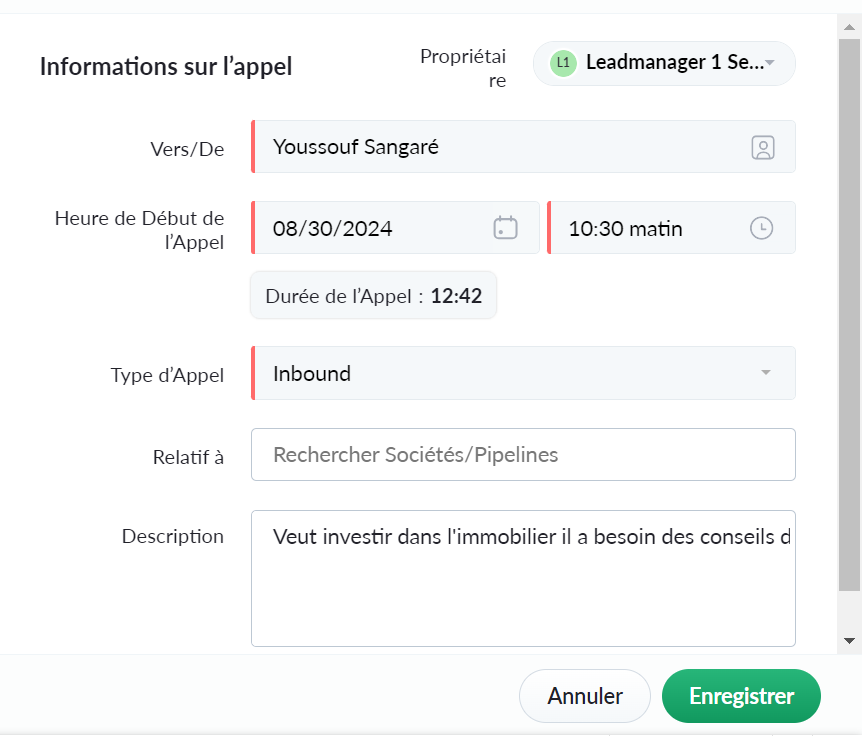 Informations sur l’appel
Propriétai
re
L1
Leadmanager 1 Se...
Vers/De
Youssouf Sangaré
Heure de Début de
l’Appel
08/30/2024
10:30 matin
Durée de l’Appel : 12:42
Type d’Appel
Inbound
Relatif à
Rechercher Sociétés/Pipelines
Description
Veut investir dans l'immobilier il a besoin des conseils d
Annuler
Enregistrer